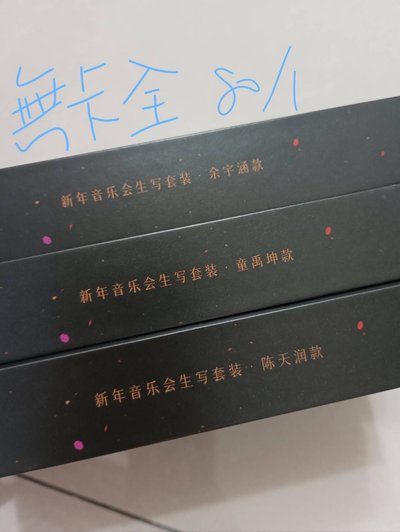 無卡全 80/1
新年音乐会生写套装·余宇涵款
新年音乐会生写套装·童禹坤款
新年音乐会生写套装·陈天润款